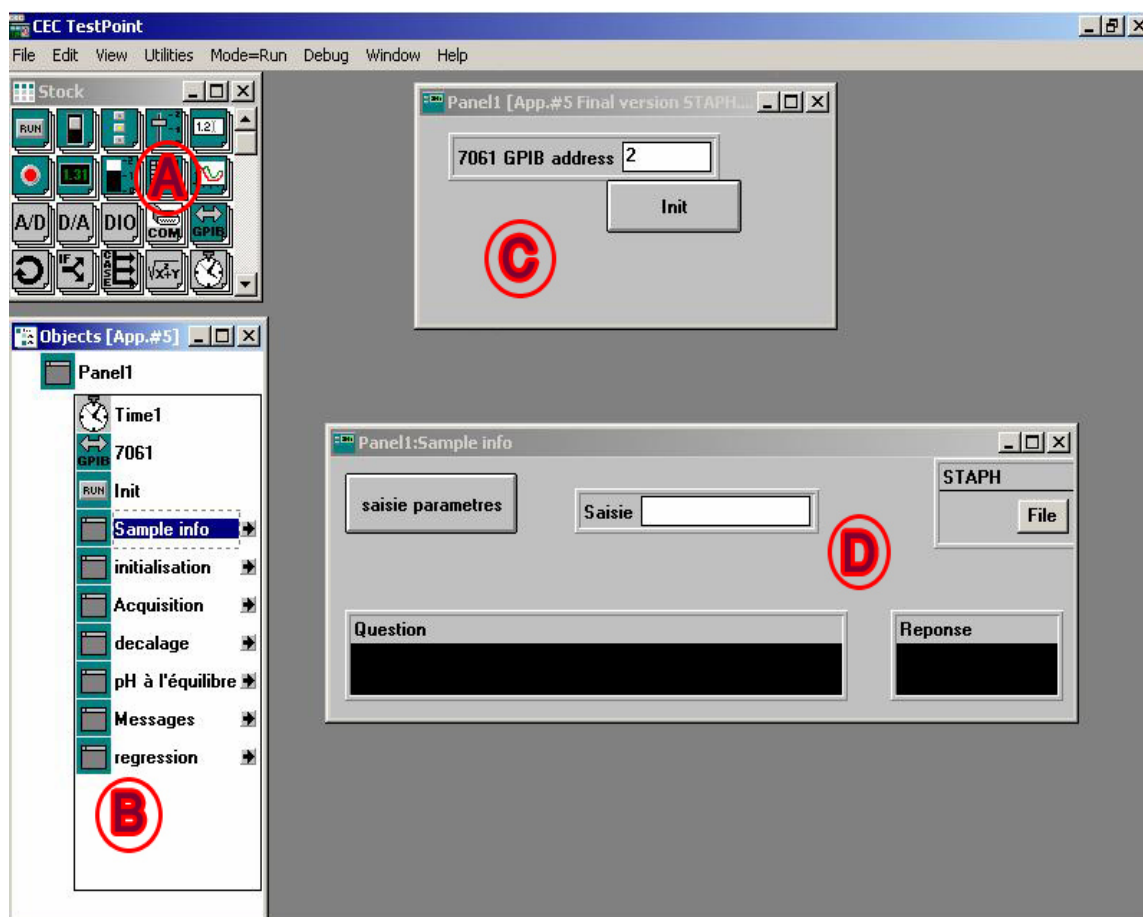 CEC TestPoint
File Edit View Utilities Mode=Run Debug Window Help
Stock
RUN 1.2
1.31 A
A/D D/A DIO COM GPIB
IF CASE √x²+Y
Panel1 [App.#5 Final version STAPH...
7061 GPIB address 2
Init
C
Objects [App.#5]
Panel1
Time1
GPIB 7061
RUN Init
Sample info
initialisation
Acquisition
decalage
pH à l'équilibre
Messages
regression
B
Panel1:Sample info
saisie parametres
Saisie
D
STAPH
File
Question
Reponse